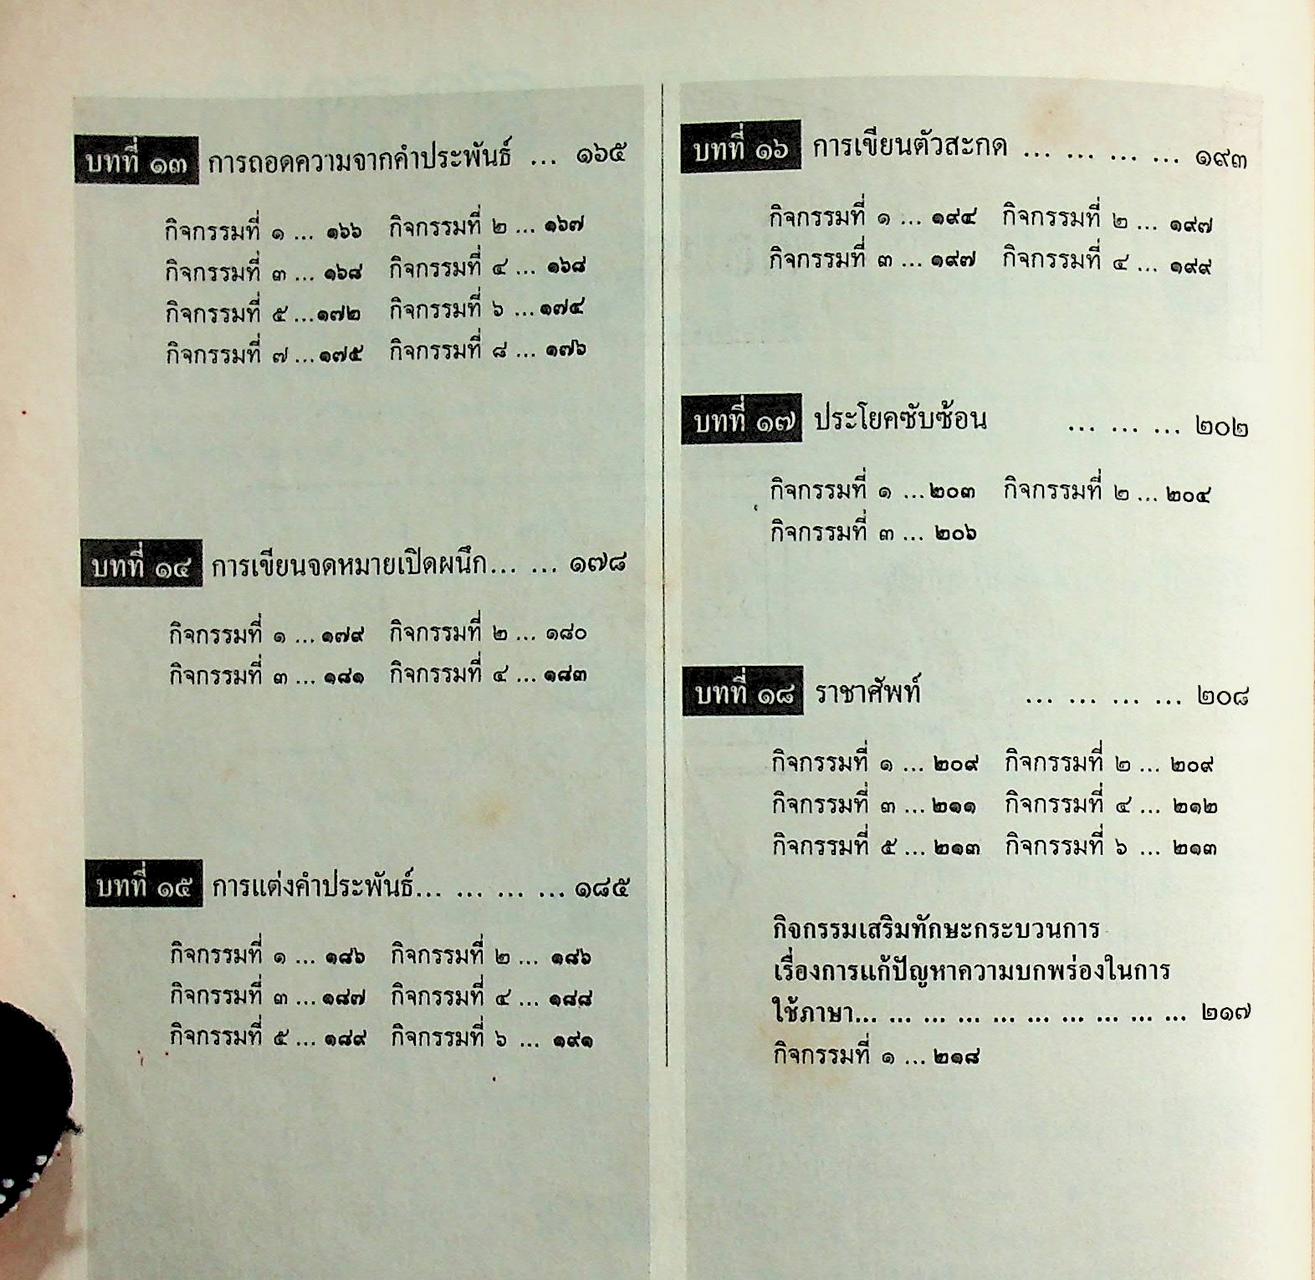 บทที่ ๑๓ การถอดความจากคำประพันธ์ ... ๑๖๕
กิจกรรมที่ ๑ ... ๑๖๖ กิจกรรมที่ ๒ ... ๑๖๗
กิจกรรมที่ ๓ ... ๑๖๘ กิจกรรมที่ ๔ ... ๑๖๘
กิจกรรมที่ ๕ ... ๑๗๒ กิจกรรมที่ ๖ ... ๑๗๔
กิจกรรมที่ ๗ ... ๑๗๕ กิจกรรมที่ ๘ ... ๑๗๖
บทที่ ๑๔ การเขียนจดหมายเปิดผนึก... ... ๑๗๘
กิจกรรมที่ ๑ ... ๑๗๙ กิจกรรมที่ ๒ ... ๑๘๐
กิจกรรมที่ ๓ ... ๑๘๑ กิจกรรมที่ ๔ ... ๑๘๓
บทที่ ๑๕ การแต่งคำประพันธ์... ... ... ... ๑๘๕
กิจกรรมที่ ๑ ... ๑๘๖ กิจกรรมที่ ๒ ... ๑๘๖
กิจกรรมที่ ๓ ... ๑๘๗ กิจกรรมที่ ๔ ... ๑๘๘
กิจกรรมที่ ๕ ... ๑๘๙ กิจกรรมที่ ๖ ... ๑๙๑
บทที่ ๑๖ การเขียนตัวสะกด ... ... ... ... ๑๙๓
กิจกรรมที่ ๑ ... ๑๙๔ กิจกรรมที่ ๒ ... ๑๙๗
กิจกรรมที่ ๓ ... ๑๙๗ กิจกรรมที่ ๔ ... ๑๙๙
บทที่ ๑๗ ประโยคซับซ้อน ... ... ... ๒๐๒
กิจกรรมที่ ๑ ... ๒๐๓ กิจกรรมที่ ๒ ... ๒๐๔
กิจกรรมที่ ๓ ... ๒๐๖
บทที่ ๑๘ ราชาศัพท์ ... ... ... ... ๒๐๘
กิจกรรมที่ ๑ ... ๒๐๙ กิจกรรมที่ ๒ ... ๒๐๙
กิจกรรมที่ ๓ ... ๒๑๑ กิจกรรมที่ ๔ ... ๒๑๒
กิจกรรมที่ ๕ ... ๒๑๓ กิจกรรมที่ ๖ ... ๒๑๓
กิจกรรมเสริมทักษะกระบวนการ
เรื่องการแก้ปัญหาความบกพร่องในการ
ใช้ภาษา... ... ... ... ... ... ... ... ... ... ๒๑๗
กิจกรรมที่ ๑ ... ๒๑๘